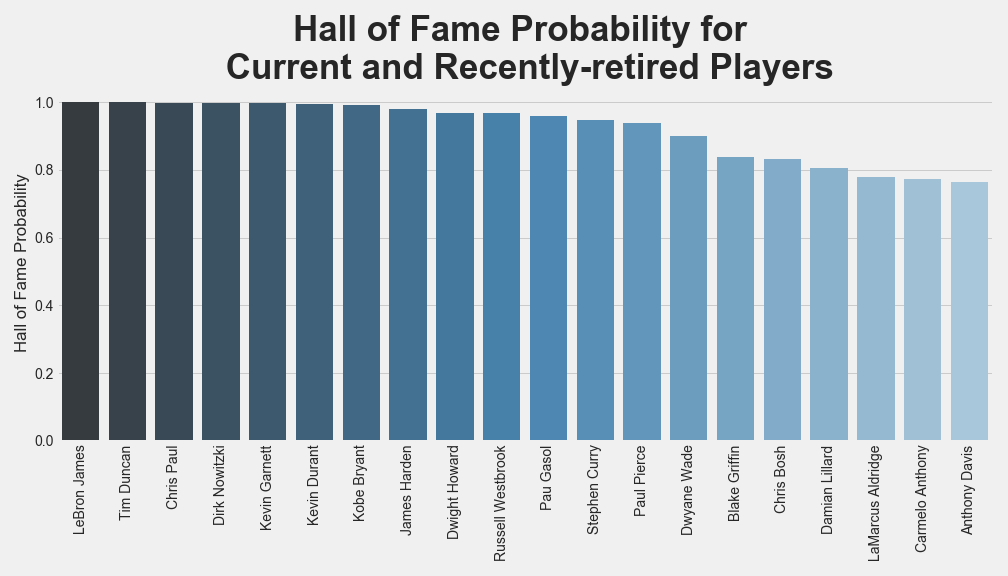 Hall of Fame Probability for
Current and Recently-retired Players
Hall of Fame Probability
1.0
0.8
0.6
0.4
0.2
0.0
LeBron James
Tim Duncan
Chris Paul
Dirk Nowitzki
Kevin Garnett
Kevin Durant
Kobe Bryant
James Harden
Dwight Howard
Russell Westbrook
Pau Gasol
Stephen Curry
Paul Pierce
Dwyane Wade
Blake Griffin
Chris Bosh
Damian Lillard
LaMarcus Aldridge
Carmelo Anthony
Anthony Davis